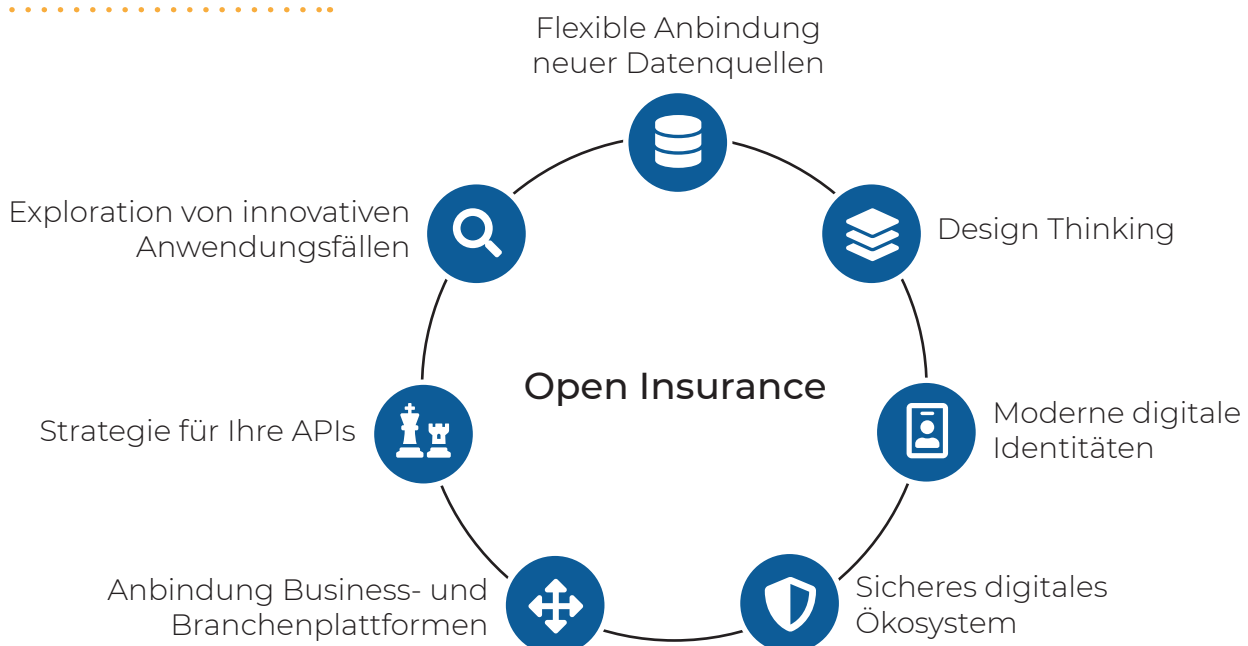 Flexible Anbindung
neuer Datenquellen
Exploration von innovativen
Anwendungsfällen
Design Thinking
Open Insurance
Strategie für Ihre APIs
Moderne digitale
Identitäten
Anbindung Business- und
Branchenplattformen
Sicheres digitales
Ökosystem